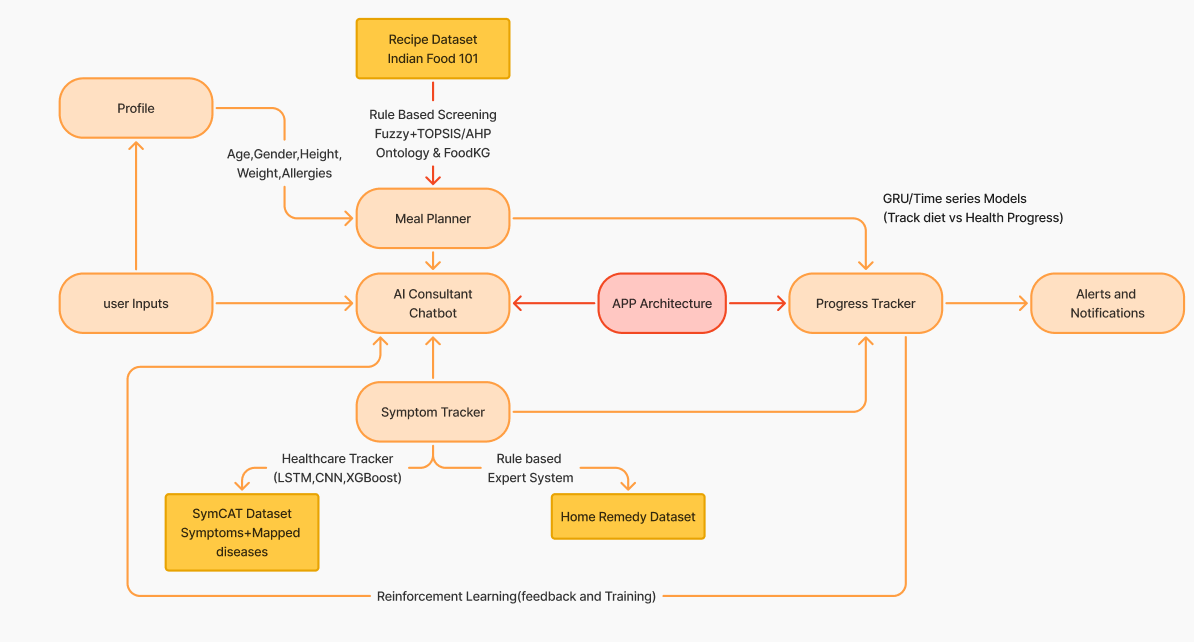 Recipe Dataset
Indian Food 101
Profile
Rule Based Screening
Fuzzy+TOPSIS/AHP
Ontology & FoodKG
Age,Gender,Height,
Weight,Allergies
Meal Planner
GRU/Time series Models
(Track diet vs Health Progress)
user Inputs
AI Consultant
Chatbot
APP Architecture
Progress Tracker
Alerts and
Notifications
Symptom Tracker
Healthcare Tracker
(LSTM,CNN,XGBoost)
Rule based
Expert System
SymCAT Dataset
Symptoms+Mapped
diseases
Home Remedy Dataset
Reinforcement Learning(feedback and Training)